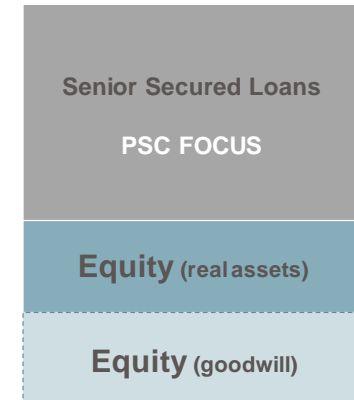 Senior Secured Loans
PSC FOCUS
Equity (real assets)
Equity (goodwill)